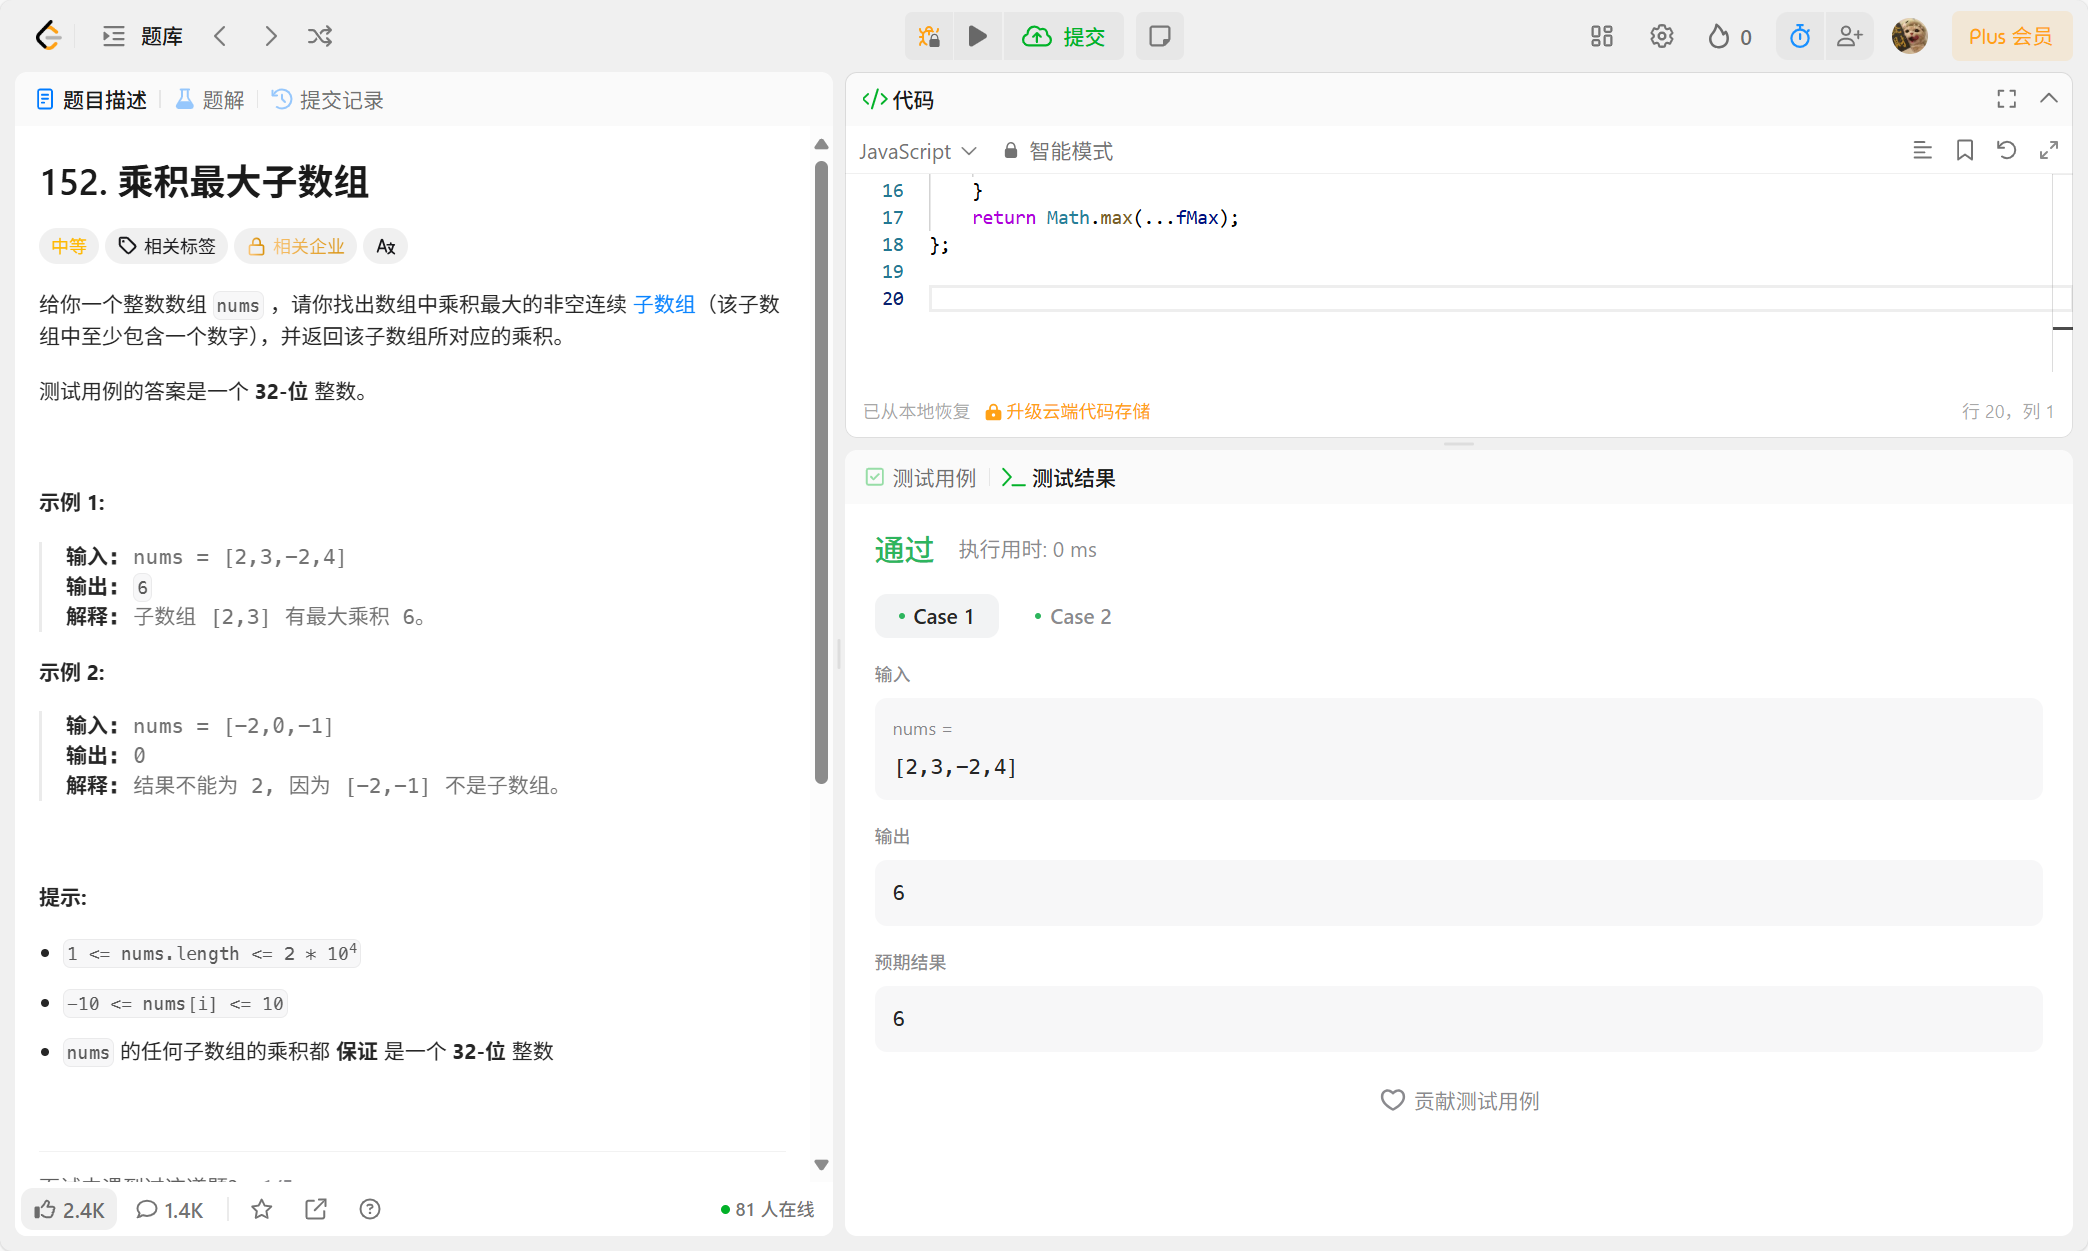 题库
提交
0
Plus 会员
题目描述
题解
提交记录
152. 乘积最大子数组
中等
相关标签
相关企业
给你一个整数数组 nums ，请你找出数组中乘积最大的非空连续 子数组（该子数
组中至少包含一个数字），并返回该子数组所对应的乘积。
测试用例的答案是一个 32-位 整数。
示例 1:
输入: nums = [2,3,-2,4]
输出: 6
解释: 子数组 [2,3] 有最大乘积 6。
示例 2:
输入: nums = [-2,0,-1]
输出: 0
解释: 结果不能为 2, 因为 [-2,-1] 不是子数组。
提示:
1 <= nums.length <= 2 * 10⁴
-10 <= nums[i] <= 10
nums 的任何子数组的乘积都 保证 是一个 32-位 整数
2.4K
1.4K
81 人在线
</> 代码
JavaScript
智能模式
16 }
17 return Math.max(...fMax);
18 };
19
20
已从本地恢复
升级云端代码存储
行 20，列 1
测试用例
测试结果
通过
执行用时: 0 ms
Case 1
Case 2
输入
nums =
[2,3,-2,4]
输出
6
预期结果
6
贡献测试用例